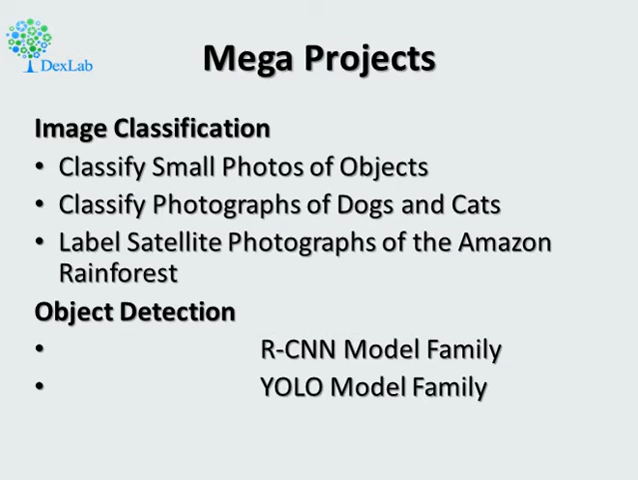 DexLab
Mega Projects
Image Classification
• Classify Small Photos of Objects
• Classify Photographs of Dogs and Cats
• Label Satellite Photographs of the Amazon
Rainforest
Object Detection
• R-CNN Model Family
• YOLO Model Family